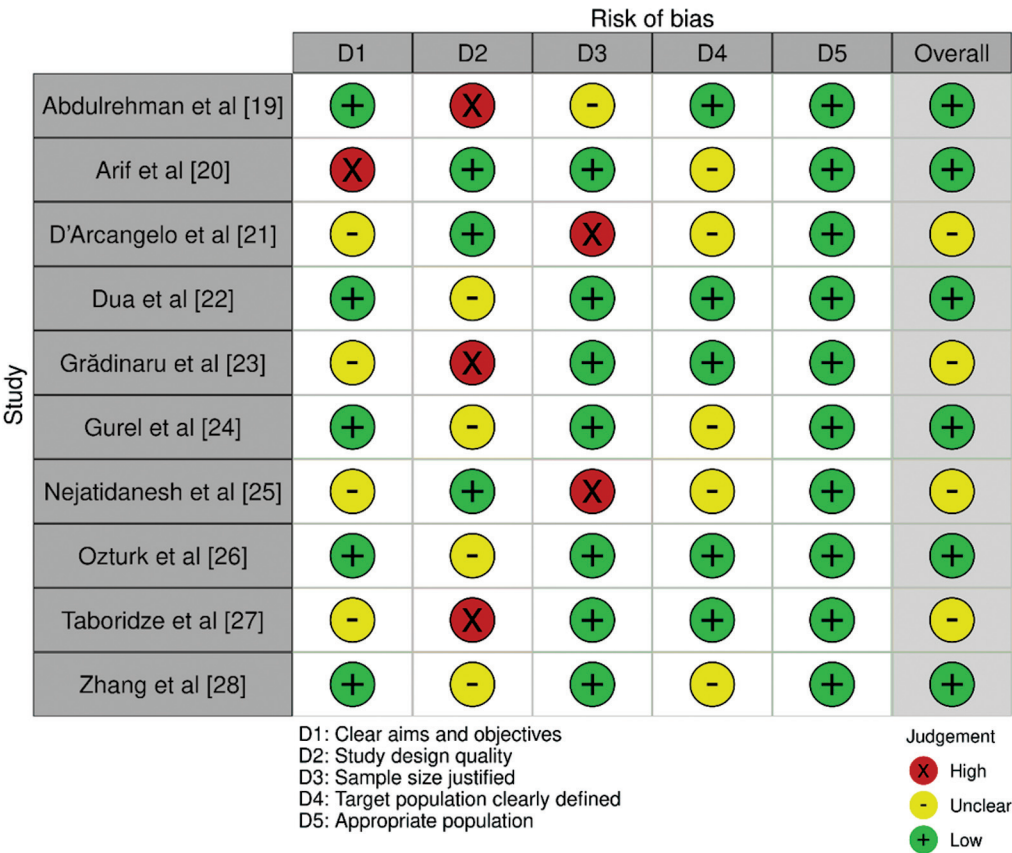 Risk of bias
D1 D2 D3 D4 D5 Overall
Study
Abdulrehman et al [19] + X - + + +
Arif et al [20] X + + - + +
D'Arcangelo et al [21] - + X - + -
Dua et al [22] + - + + + +
Grădinaru et al [23] - X + + + -
Gurel et al [24] + - + - + +
Nejatidanesh et al [25] - + X - + -
Ozturk et al [26] + - + + + +
Taboridze et al [27] - X + + + -
Zhang et al [28] + - + - + +
D1: Clear aims and objectives
D2: Study design quality
D3: Sample size justified
D4: Target population clearly defined
D5: Appropriate population
Judgement
X High
- Unclear
+ Low